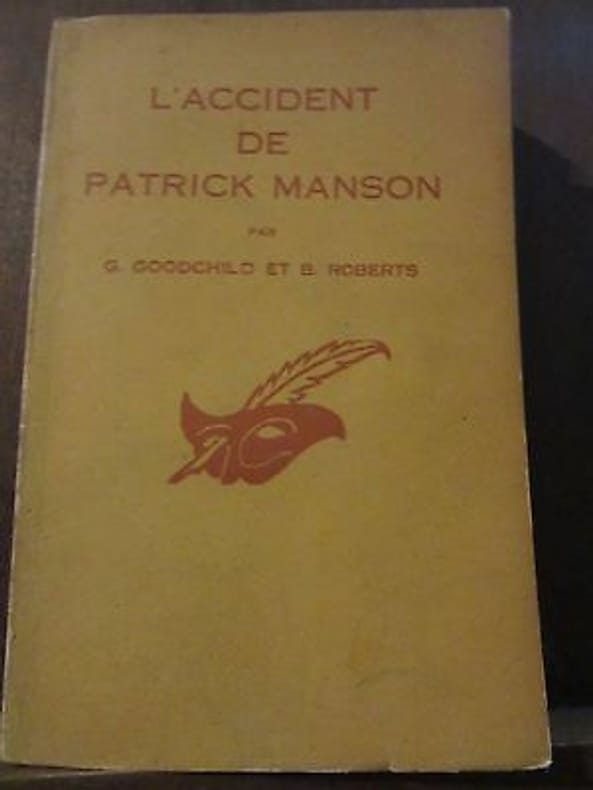 L'ACCIDENT
DE
PATRICK MANSON
PAR
G. GOODCHILD ET B. ROBERTS